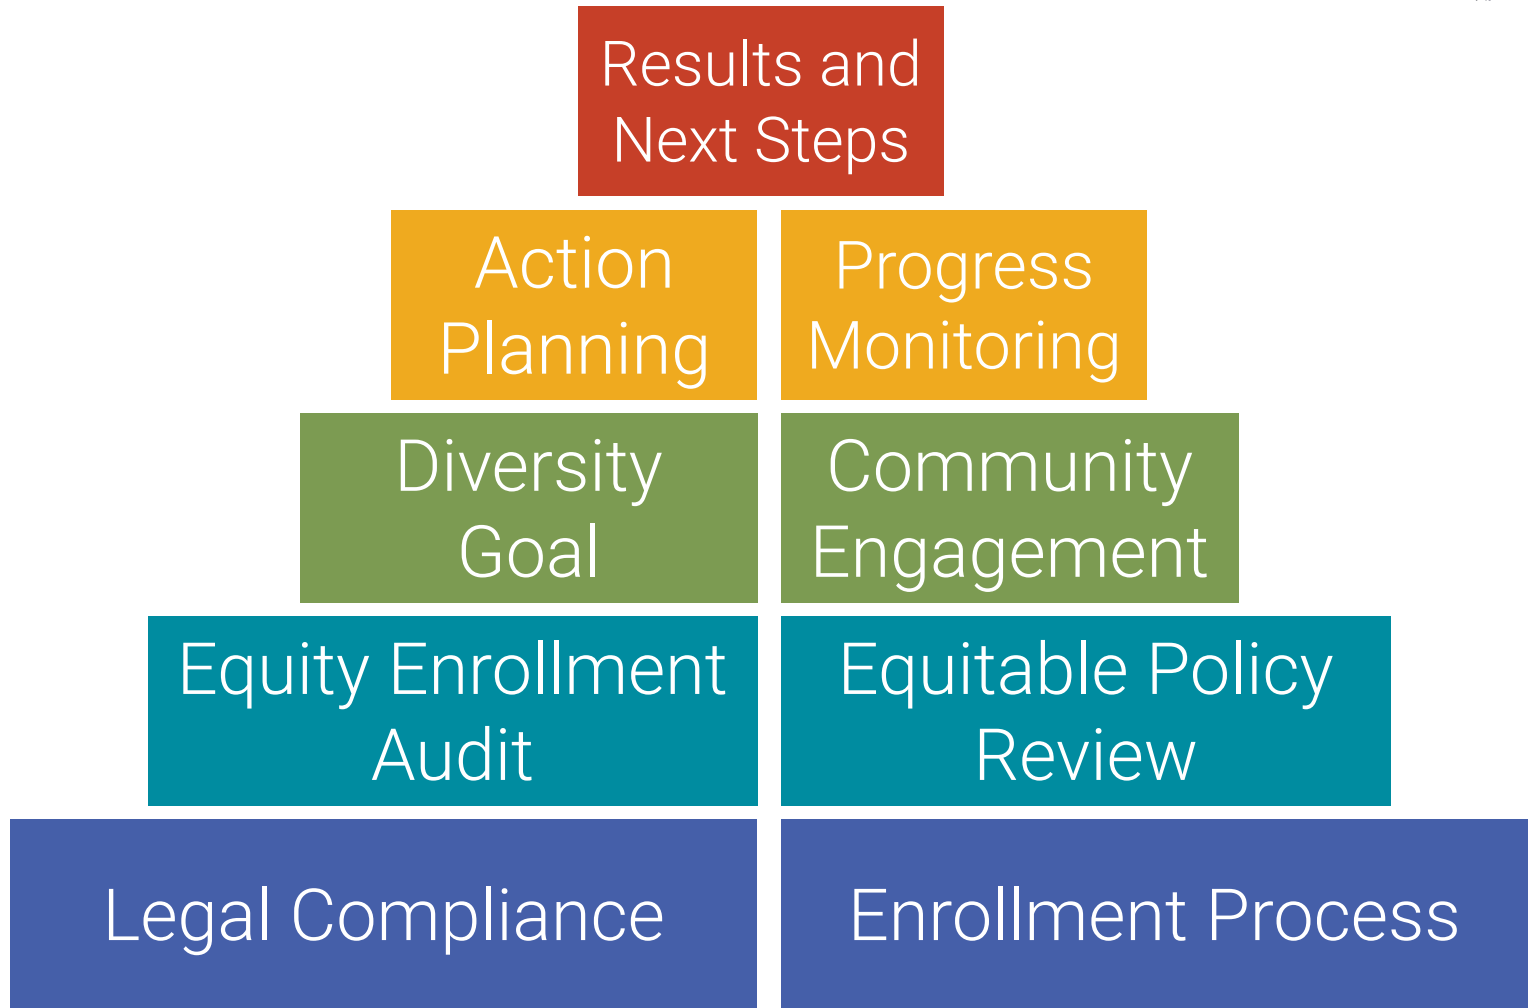 Results and
Next Steps
Action
Planning
Progress
Monitoring
Diversity
Goal
Community
Engagement
Equity Enrollment
Audit
Equitable Policy
Review
Legal Compliance
Enrollment Process